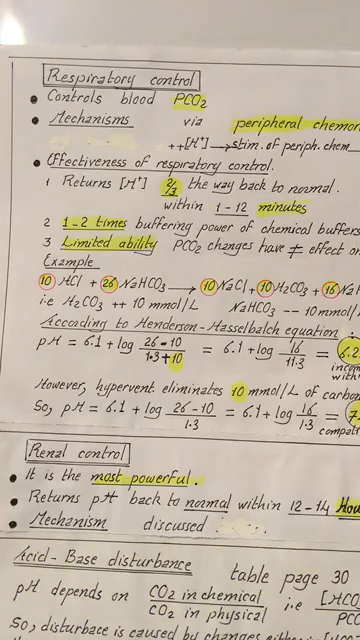 Respiratory control
• Controls blood PCO2
• Mechanisms via peripheral chemor
++[H+] → stim. of periph. chem
• Effectiveness of respiratory control.
1 Returns [H+] 2/3 the way back to normal.
within 1-12 minutes
2 1-2 times buffering power of chemical buffers
3 Limited ability PCO2 changes have ± effect on
Example
10 HCl + 26 NaHCO3 → 10 NaCl + 10 H2CO3 + 16 NaH
i.e H2CO3 ++ 10 mmol/L NaHCO3 -- 10 mmol/
According to Henderson-Hasselbalch equation
pH = 6.1 + log 26-10/1.3+10 = 6.1 + log 16/11.3 = 6.2
incom
with
However, hypervent. eliminates 10 mmol/L of carbon
So, pH = 6.1 + log 26-10/1.3 = 6.1 + log 16/1.3 = 7.
compati
Renal control
• It is the most powerful.
• Returns pH back to normal within 12-14 Hou
• Mechanism discussed
Acid-Base disturbance table page 30
pH depends on CO2 in chemical/CO2 in physical i.e [HCO/PCO
So, disturbace is caused by changes either